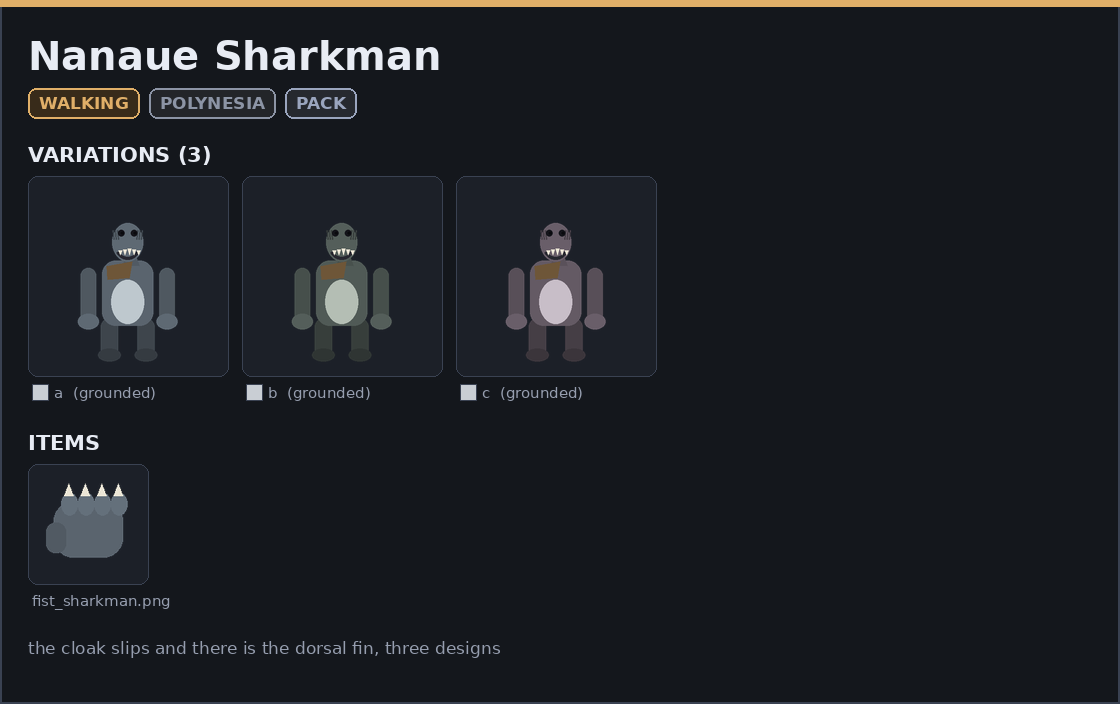 Nanaue Sharkman
WALKING POLYNESIA PACK
VARIATIONS (3)
a (grounded) b (grounded) c (grounded)
ITEMS
fist_sharkman.png
the cloak slips and there is the dorsal fin, three designs